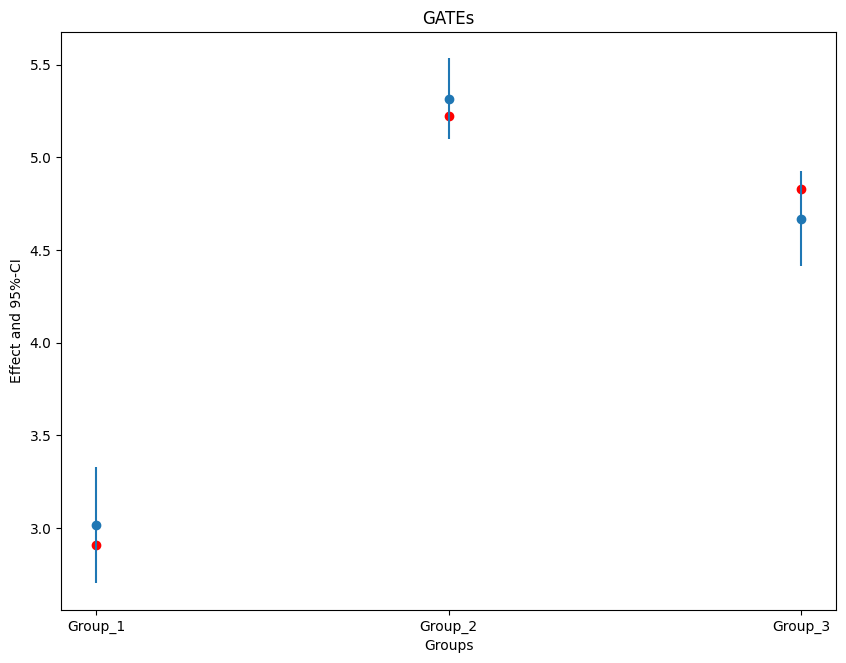 GATEs
Effect and 95%-CI
5.5
5.0
4.5
4.0
3.5
3.0
Group_1
Group_2
Group_3
Groups